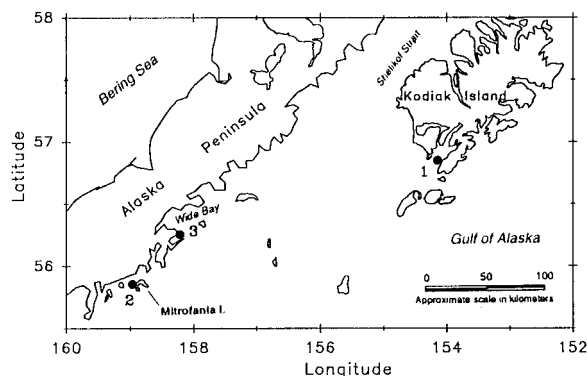 58
Bering Sea
Shelikof Strait
Kodiak Island
Peninsula
57
Latitude
Alaska
1
Wide Bay
3
Gulf of Alaska
56
0 50 100
Approximate scale in kilometers
2
Mitrofania I.
160 158 156 154 152
Longitude